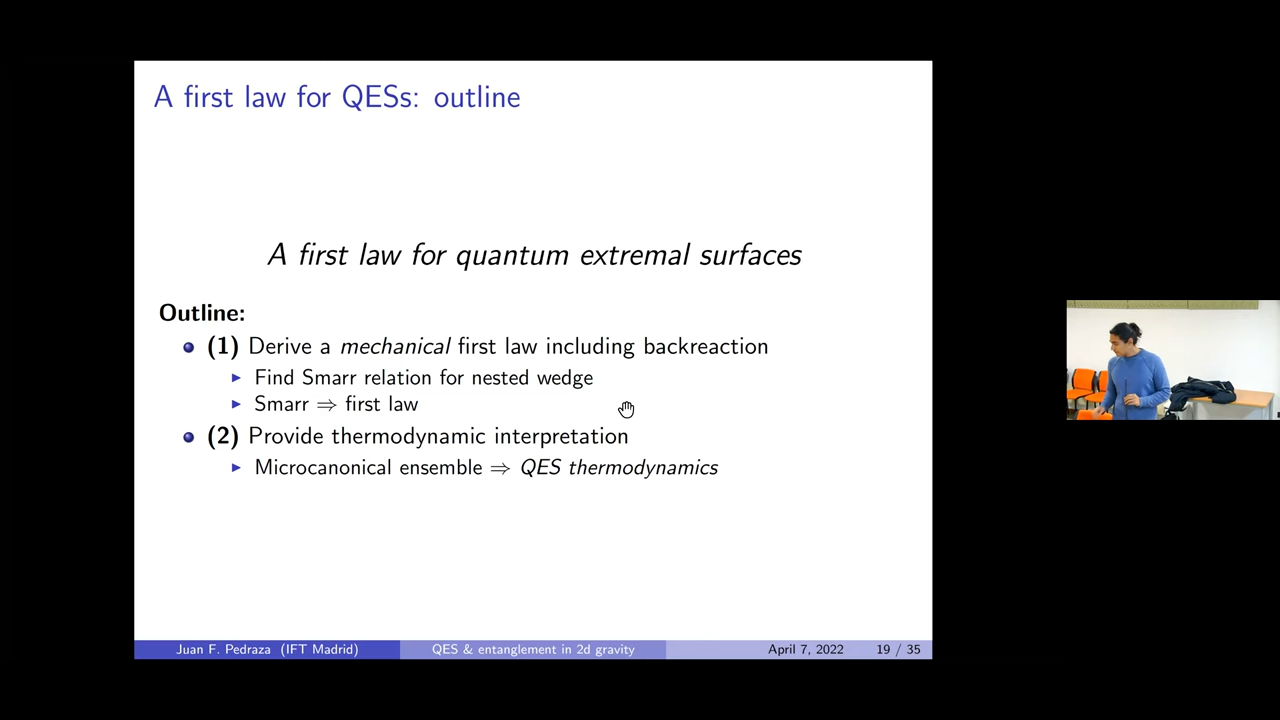 A first law for QESs: outline
A first law for quantum extremal surfaces
Outline:
(1) Derive a mechanical first law including backreaction
Find Smarr relation for nested wedge
Smarr ⇒ first law
(2) Provide thermodynamic interpretation
Microcanonical ensemble ⇒ QES thermodynamics
Juan F. Pedraza (IFT Madrid) QES & entanglement in 2d gravity April 7, 2022 19 / 35